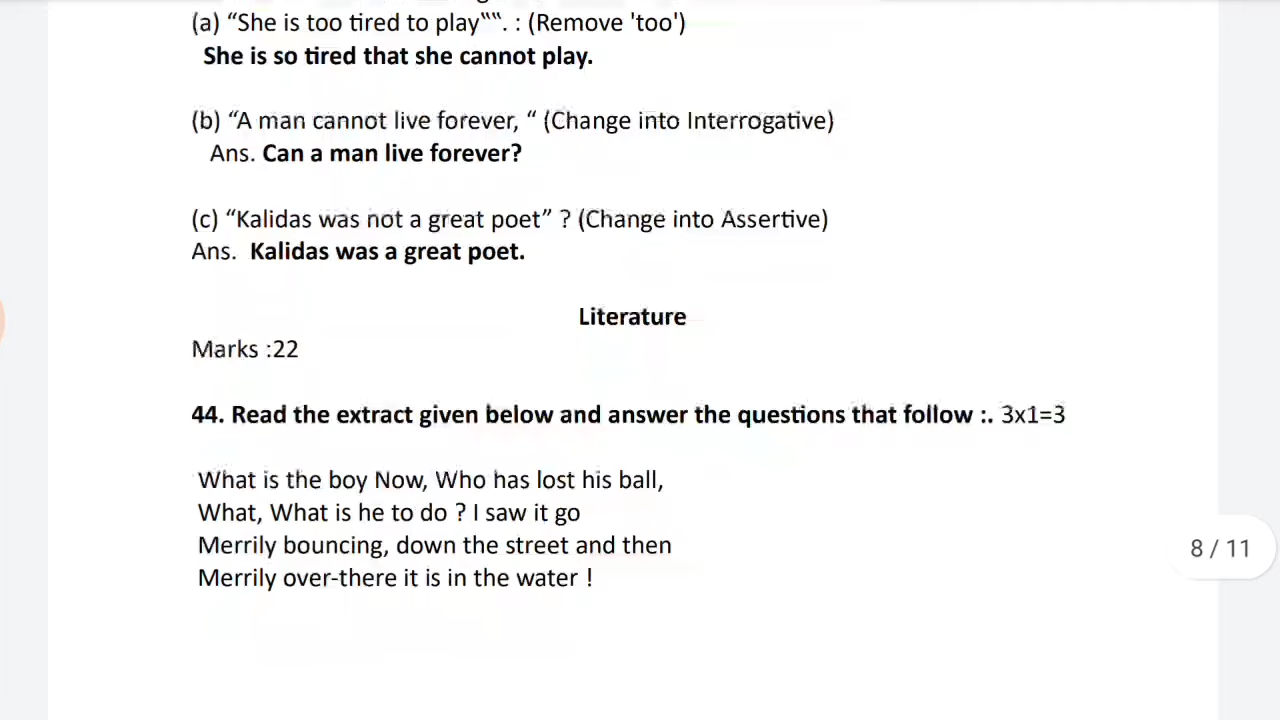 (a) “She is too tired to play‟‟. : (Remove 'too')
She is so tired that she cannot play.
(b) “A man cannot live forever, “ (Change into Interrogative)
Ans. Can a man live forever?
(c) “Kalidas was not a great poet” ? (Change into Assertive)
Ans. Kalidas was a great poet.
Literature
Marks :22
44. Read the extract given below and answer the questions that follow :. 3x1=3
What is the boy Now, Who has lost his ball,
What, What is he to do ? I saw it go
Merrily bouncing, down the street and then
Merrily over-there it is in the water !
8 / 11